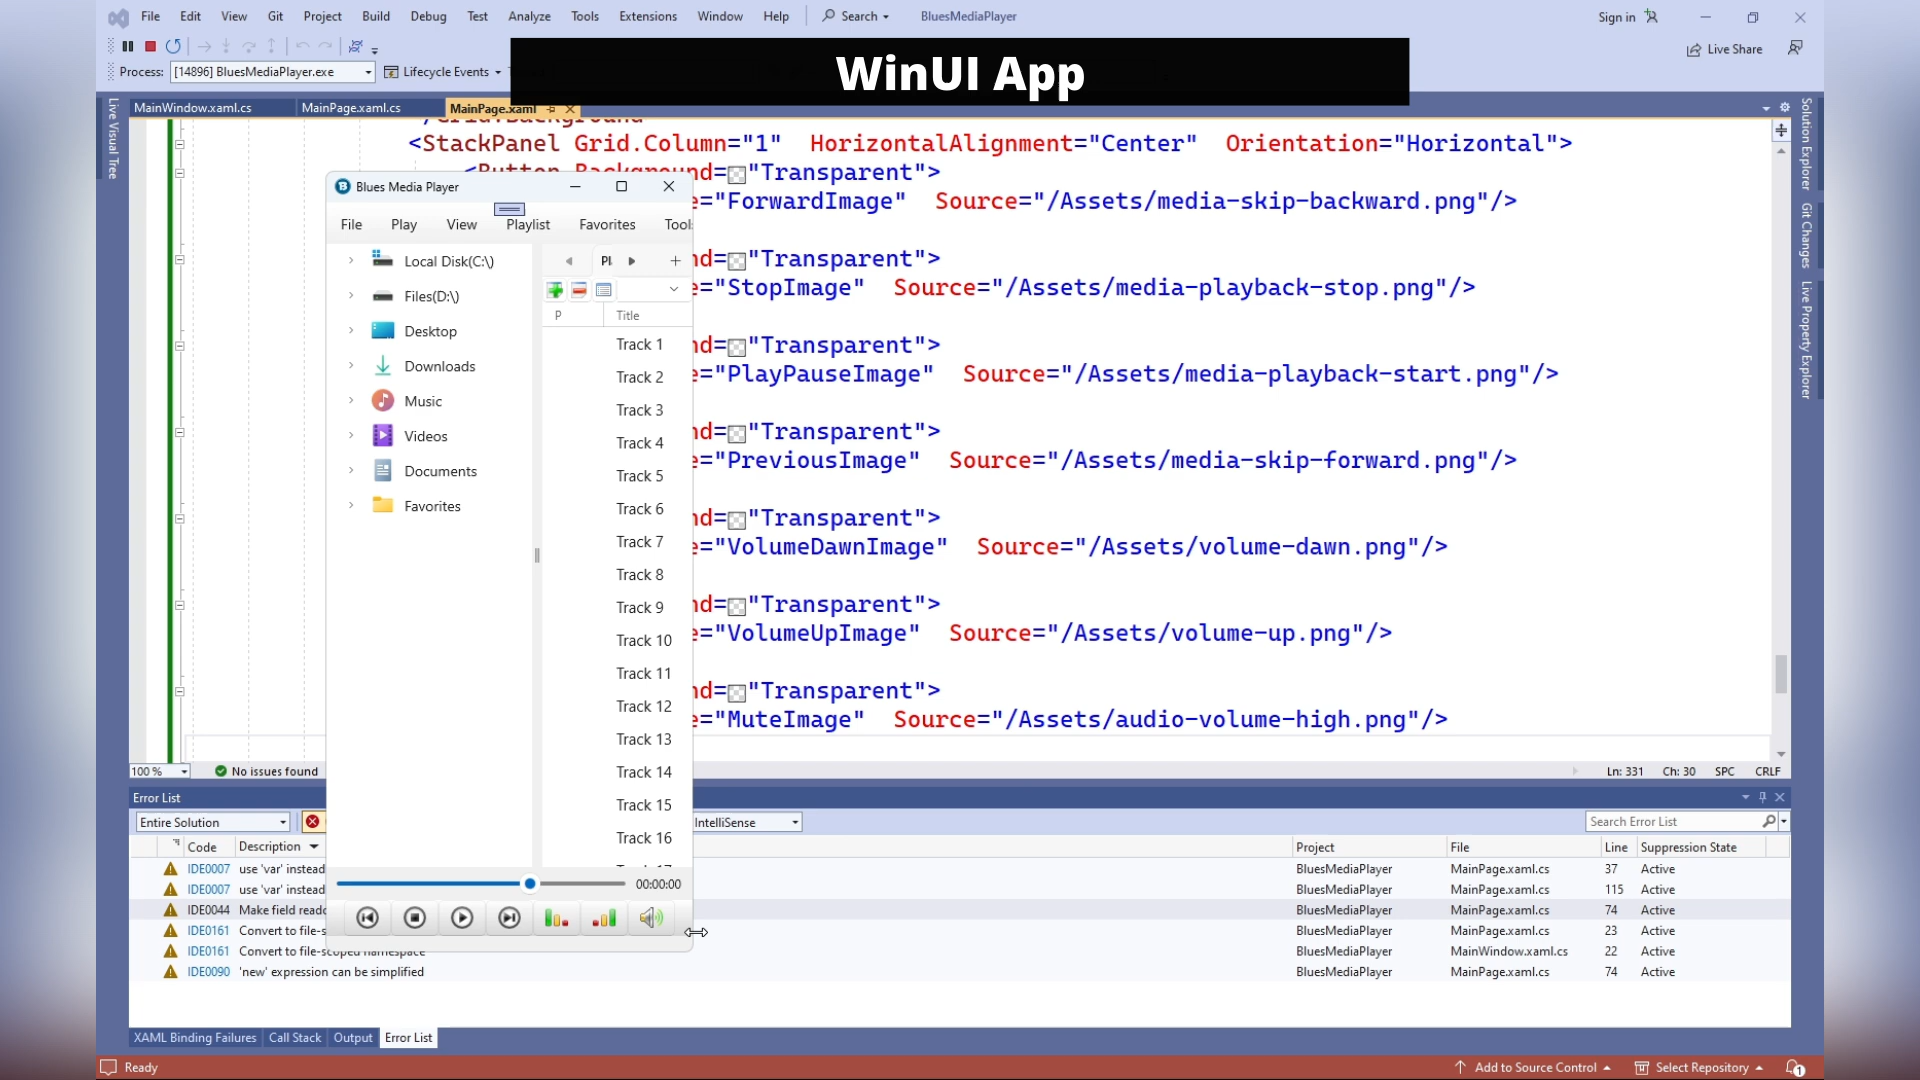 File Edit View Git Project Build Debug Test Analyze Tools Extensions Window Help Search BluesMediaPlayer Sign in
Live Share
Process: [14896] BluesMediaPlayer.exe Lifecycle Events
WinUI App
MainWindow.xaml.cs MainPage.xaml.cs MainPage.xaml
Live Visual Tree
Solution Explorer
Git Changes
Live Property Explorer
<StackPanel Grid.Column="1" HorizontalAlignment="Center" Orientation="Horizontal">
<Button Background="Transparent">
="ForwardImage" Source="/Assets/media-skip-backward.png"/>
nd="Transparent">
="StopImage" Source="/Assets/media-playback-stop.png"/>
nd="Transparent">
="PlayPauseImage" Source="/Assets/media-playback-start.png"/>
nd="Transparent">
="PreviousImage" Source="/Assets/media-skip-forward.png"/>
nd="Transparent">
="VolumeDawnImage" Source="/Assets/volume-dawn.png"/>
nd="Transparent">
="VolumeUpImage" Source="/Assets/volume-up.png"/>
nd="Transparent">
="MuteImage" Source="/Assets/audio-volume-high.png"/>
Blues Media Player
File Play View Playlist Favorites Tool
Local Disk(C:\)
Files(D:\)
Desktop
Downloads
Music
Videos
Documents
Favorites
Pl
P Title
Track 1
Track 2
Track 3
Track 4
Track 5
Track 6
Track 7
Track 8
Track 9
Track 10
Track 11
Track 12
Track 13
Track 14
Track 15
Track 16
00:00:00
100 % No issues found Ln: 331 Ch: 30 SPC CRLF
Error List
Entire Solution IntelliSense Search Error List
Code Description Project File Line Suppression State
IDE0007 use 'var' instead BluesMediaPlayer MainPage.xaml.cs 37 Active
IDE0007 use 'var' instead BluesMediaPlayer MainPage.xaml.cs 115 Active
IDE0044 Make field reado BluesMediaPlayer MainPage.xaml.cs 74 Active
IDE0161 Convert to file-s BluesMediaPlayer MainPage.xaml.cs 23 Active
IDE0161 Convert to file-scoped namespace BluesMediaPlayer MainWindow.xaml.cs 22 Active
IDE0090 'new' expression can be simplified BluesMediaPlayer MainPage.xaml.cs 74 Active
XAML Binding Failures Call Stack Output Error List
Ready Add to Source Control Select Repository 1